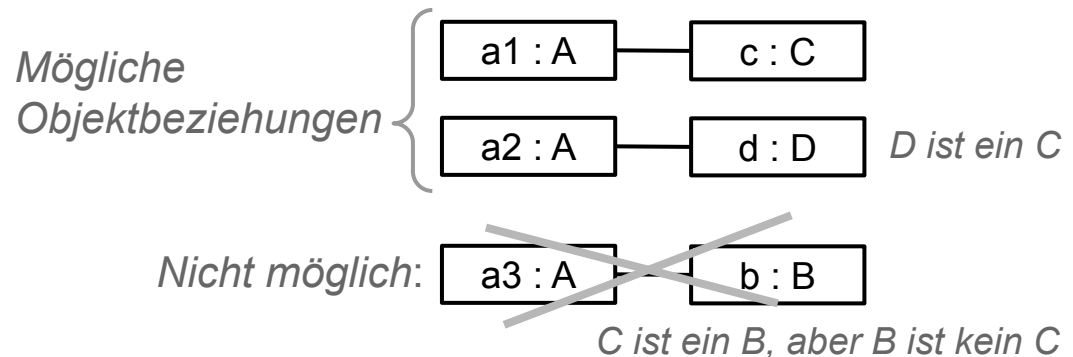 Mögliche
Objektbeziehungen
a1 : A
c : C
a2 : A
d : D
D ist ein C
Nicht möglich:
a3 : A
b : B
C ist ein B, aber B ist kein C